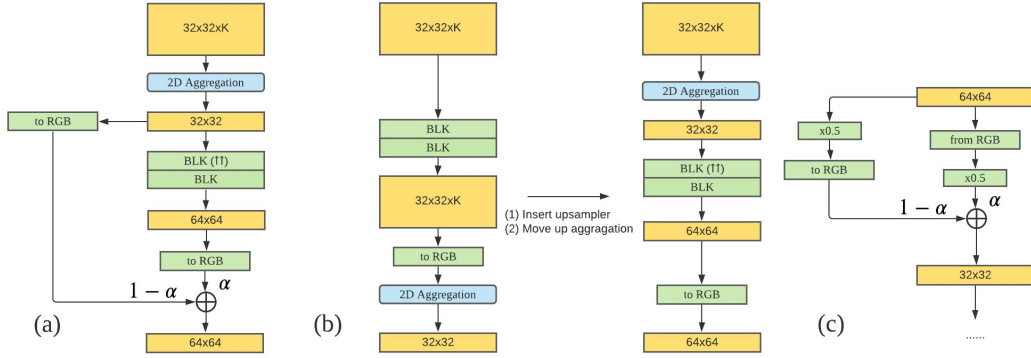 32x32xK
2D Aggregation
to RGB
32x32
BLK (↿↿)
BLK
64x64
to RGB
1 − α
α
(a)
64x64
32x32xK
BLK
BLK
32x32xK
to RGB
2D Aggregation
(b)
32x32
(1) Insert upsampler
(2) Move up aggragation
32x32xK
2D Aggregation
32x32
BLK (↿↿)
BLK
64x64
to RGB
64x64
64x64
x0.5
from RGB
to RGB
x0.5
1 − α
α
32x32
(c)
......